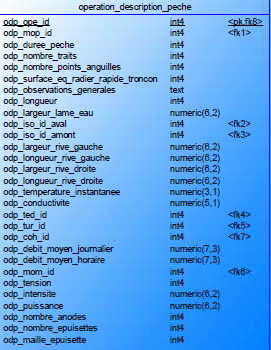 operation_description_peche
odp_ope_id int4 <pk.fk8>
odp_mop_id int4 <fk1>
odp_duree_peche int4
odp_nombre_traits int4
odp_nombre_points_anguilles int4
odp_surface_eq_radier_rapide_troncon int4
odp_observations_generales text
odp_longueur int4
odp_largeur_lame_eau numeric(6,2)
odp_iso_id_aval int4 <fk2>
odp_iso_id_amont int4 <fk3>
odp_largeur_rive_gauche numeric(6,2)
odp_longueur_rive_gauche numeric(6,2)
odp_largeur_rive_droite numeric(6,2)
odp_longueur_rive_droite numeric(6,2)
odp_temperature_instantanee numeric(3,1)
odp_conductivite numeric(5,1)
odp_ted_id int4 <fk4>
odp_tur_id int4 <fk5>
odp_coh_id int4 <fk7>
odp_debit_moyen_journalier numeric(7,3)
odp_debit_moyen_horaire numeric(7,3)
odp_mom_id int4 <fk6>
odp_tension int4
odp_intensite numeric(6,2)
odp_puissance numeric(6,2)
odp_nombre_anodes int4
odp_nombre_epuisettes int4
odp_maille_epuisette int4